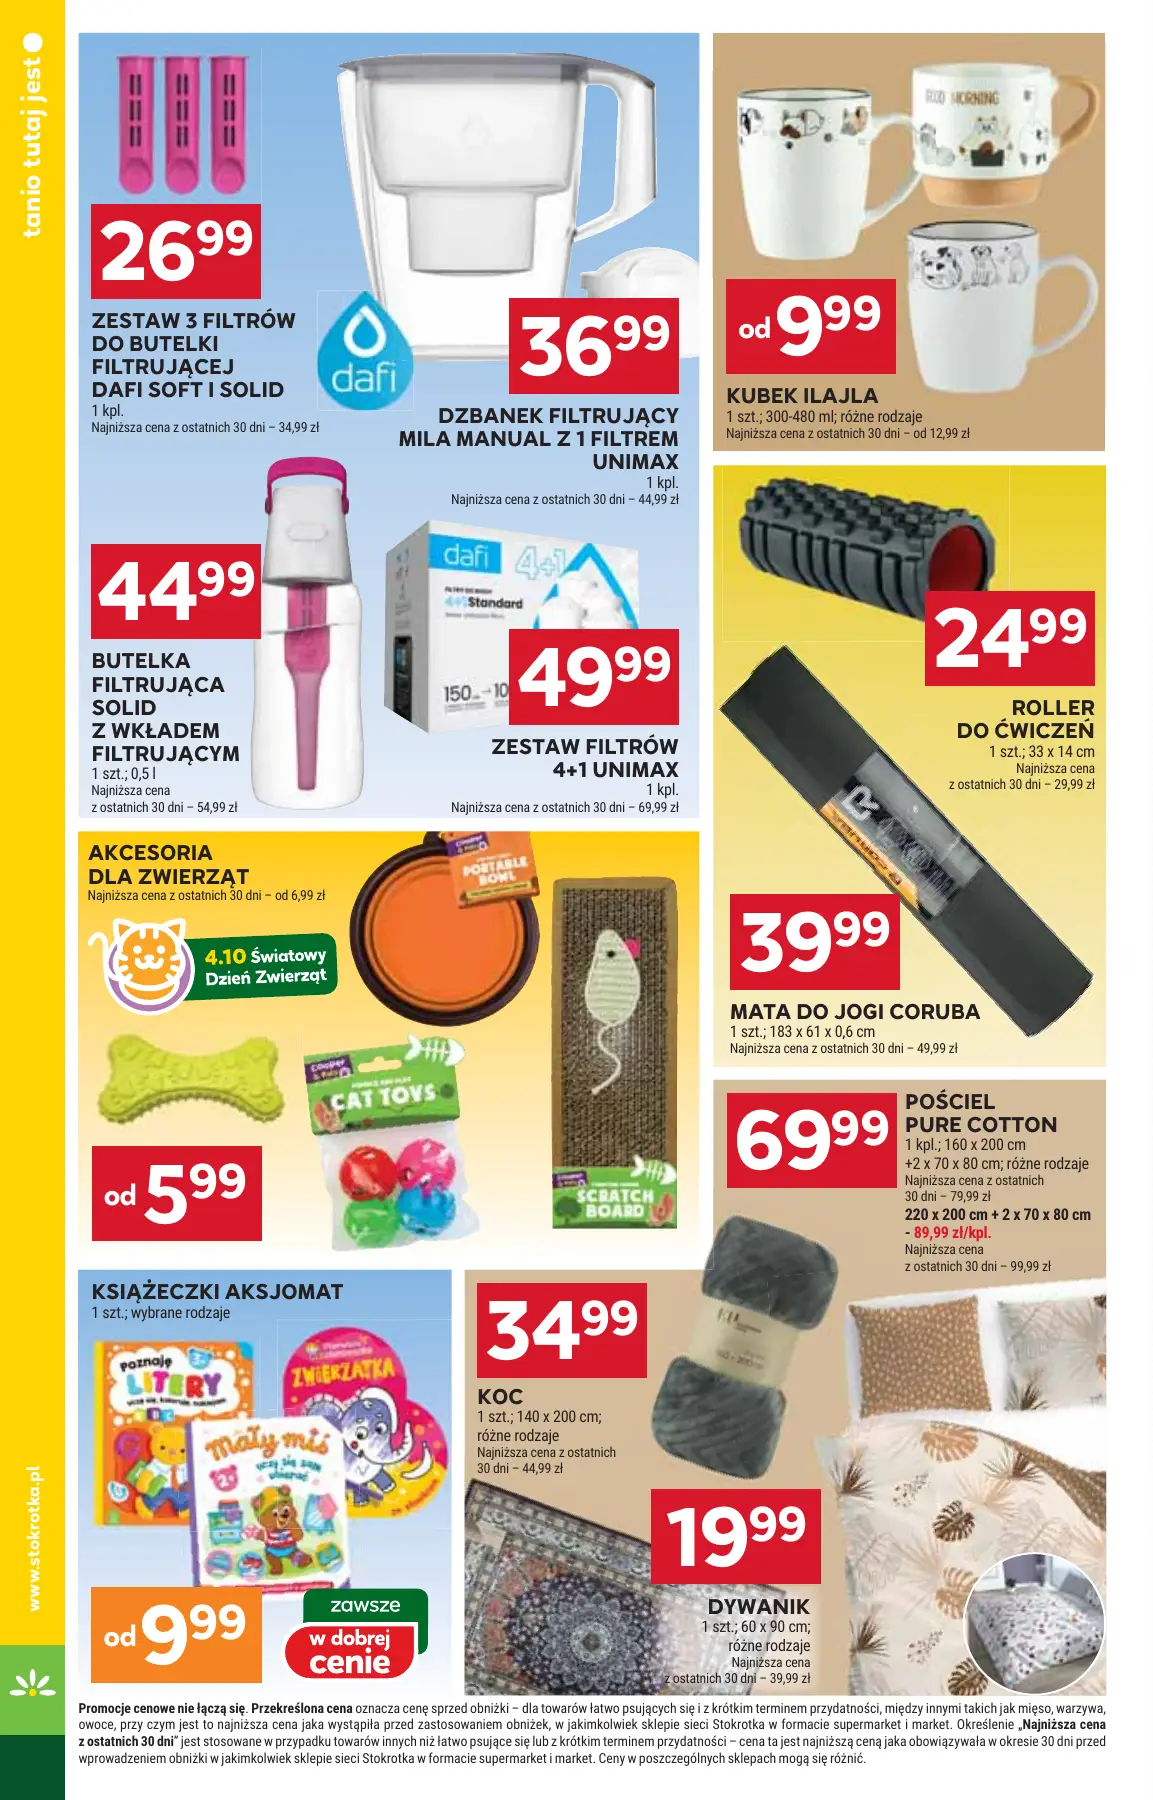 tanio tutaj jest
26 99
ZESTAW 3 FILTRÓW
DO BUTELKI
FILTRUJĄCEJ
DAFI SOFT I SOLID
1 kpl.
Najniższa cena z ostatnich 30 dni – 34,99 zł
dafi
36 99
DZBANEK FILTRUJĄCY
MILA MANUAL Z 1 FILTREM
UNIMAX
1 kpl.
Najniższa cena z ostatnich 30 dni – 44,99 zł
GOOD MORNING
od 9 99
KUBEK ILAJLA
1 szt.; 300-480 ml; różne rodzaje
Najniższa cena z ostatnich 30 dni – od 12,99 zł
44 99
BUTELKA
FILTRUJĄCA
SOLID
Z WKŁADEM
FILTRUJĄCYM
1 szt.; 0,5 l
Najniższa cena
z ostatnich 30 dni – 54,99 zł
dafi
4+1
4+1 Standard
150
49 99
ZESTAW FILTRÓW
4+1 UNIMAX
1 kpl.
Najniższa cena z ostatnich 30 dni – 69,99 zł
24 99
ROLLER
DO ĆWICZEŃ
1 szt.; 33 x 14 cm
Najniższa cena
z ostatnich 30 dni – 29,99 zł
39 99
MATA DO JOGI CORUBA
1 szt.; 183 x 61 x 0,6 cm
Najniższa cena z ostatnich 30 dni – 49,99 zł
AKCESORIA
DLA ZWIERZĄT
Najniższa cena z ostatnich 30 dni – od 6,99 zł
4.10 Światowy
Dzień Zwierząt
Cooper
& Pals
PORTABLE
BOWL
Cooper
& Pals
CAT TOYS
SCRATCH
BOARD
od 5 99
69 99
POŚCIEL
PURE COTTON
1 kpl.; 160 x 200 cm
+2 x 70 x 80 cm; różne rodzaje
Najniższa cena z ostatnich
30 dni – 79,99 zł
220 x 200 cm + 2 x 70 x 80 cm
- 89,99 zł/kpl.
Najniższa cena
z ostatnich 30 dni – 99,99 zł
KSIĄŻECZKI AKSJOMAT
1 szt.; wybrane rodzaje
Poznaję
LITERY
ZWIERZĄTKA
mały miś
uczy się sam
ubierać
2+
od 9 99
zawsze
w dobrej
cenie
34 99
KOC
1 szt.; 140 x 200 cm;
różne rodzaje
Najniższa cena z ostatnich
30 dni – 44,99 zł
19 99
DYWANIK
1 szt.; 60 x 90 cm;
różne rodzaje
Najniższa cena
z ostatnich 30 dni – 39,99 zł
www.stokrotka.pl
Promocje cenowe nie łączą się. Przekreślona cena oznacza cenę sprzed obniżki – dla towarów łatwo psujących się i z krótkim terminem przydatności, między innymi takich jak mięso, warzywa,
owoce, przy czym jest to najniższa cena jaka wystąpiła przed zastosowaniem obniżek, w jakimkolwiek sklepie sieci Stokrotka w formacie supermarket i market. Określenie „Najniższa cena
z ostatnich 30 dni” jest stosowane w przypadku towarów innych niż łatwo psujące się lub z krótkim terminem przydatności – cena ta jest najniższą ceną jaka obowiązywała w okresie 30 dni przed
wprowadzeniem obniżki w jakimkolwiek sklepie sieci Stokrotka w formacie supermarket i market. Ceny w poszczególnych sklepach mogą się różnić.